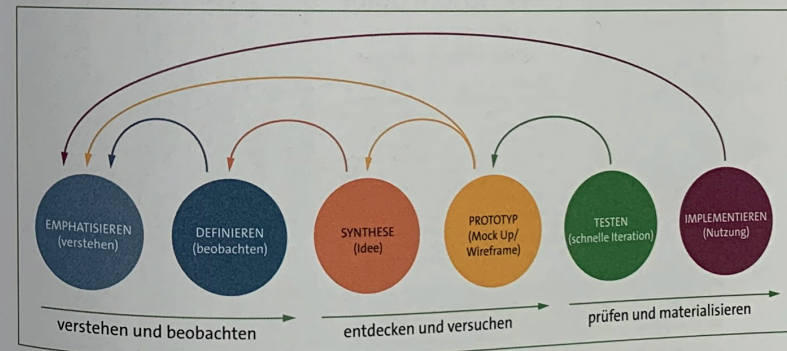 EMPHATISIEREN
(verstehen)
DEFINIEREN
(beobachten)
SYNTHESE
(Idee)
PROTOTYP
(Mock Up/
Wireframe)
TESTEN
(schnelle Iteration)
IMPLEMENTIEREN
(Nutzung)
verstehen und beobachten
entdecken und versuchen
prüfen und materialisieren